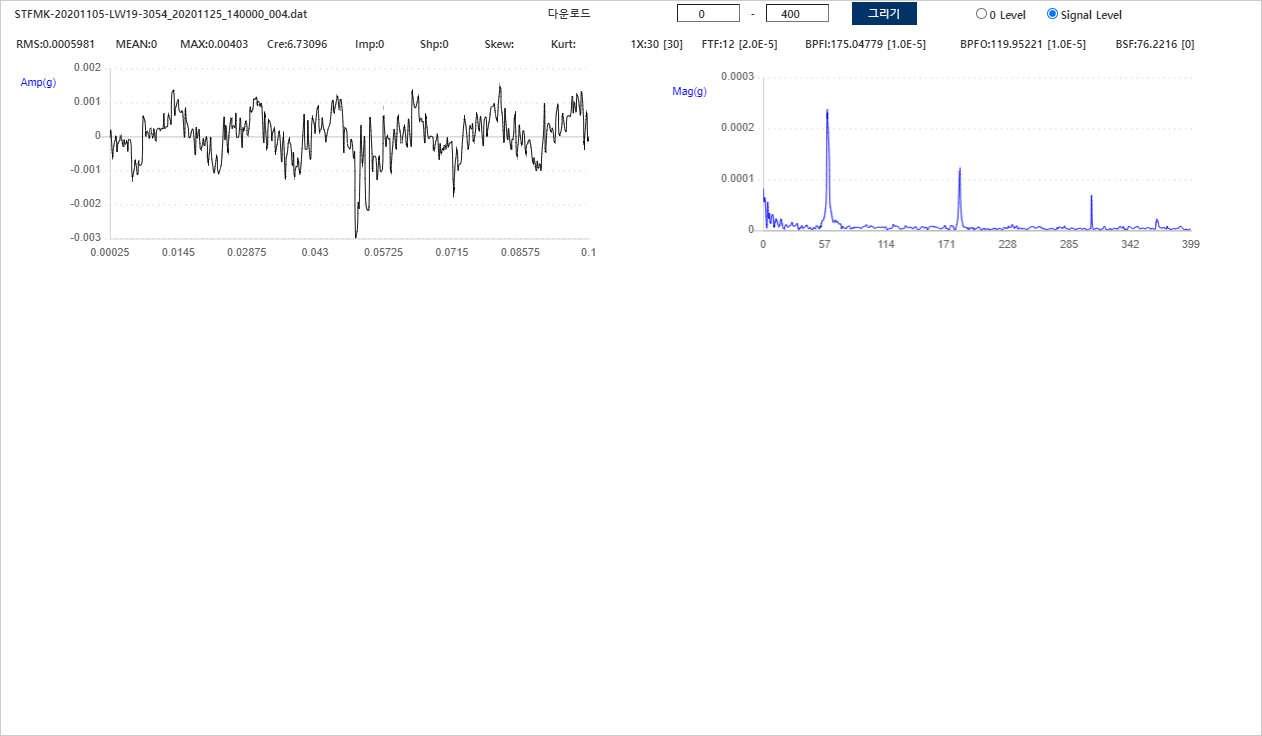 STFMK-20201105-LW19-3054_20201125_140000_004.dat 다운로드 0 - 400 그리기 0 Level Signal Level
RMS:0.0005981 MEAN:0 MAX:0.00403 Cre:6.73096 Imp:0 Shp:0 Skew: Kurt: 1X:30 [30] FTF:12 [2.0E-5] BPFI:175.04779 [1.0E-5] BPFO:119.95221 [1.0E-5] BSF:76.2216 [0]
Amp(g)
0.002
0.001
0
-0.001
-0.002
-0.003
0.00025 0.0145 0.02875 0.043 0.05725 0.0715 0.08575 0.1
Mag(g)
0.0003
0.0002
0.0001
0
0 57 114 171 228 285 342 399